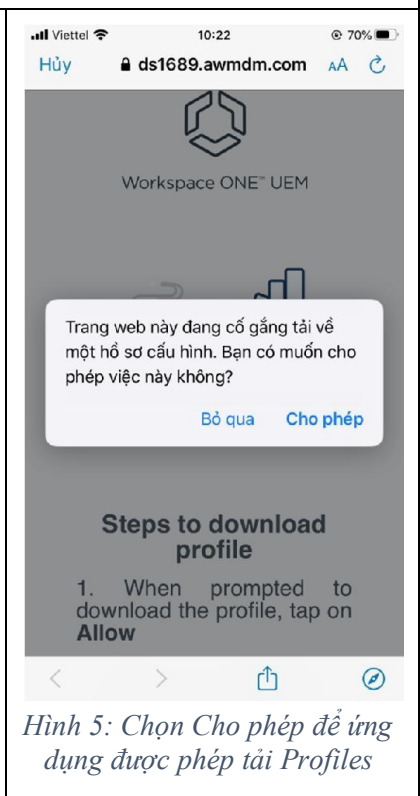 Viettel 10:22 70%
Hủy ds1689.awmdm.com AA
Workspace ONE™ UEM
Trang web này đang cố gắng tải về
một hồ sơ cấu hình. Bạn có muốn cho
phép việc này không?
Bỏ qua Cho phép
Steps to download
profile
1. When prompted to
download the profile, tap on
Allow
Hình 5: Chọn Cho phép để ứng
dụng được phép tải Profiles